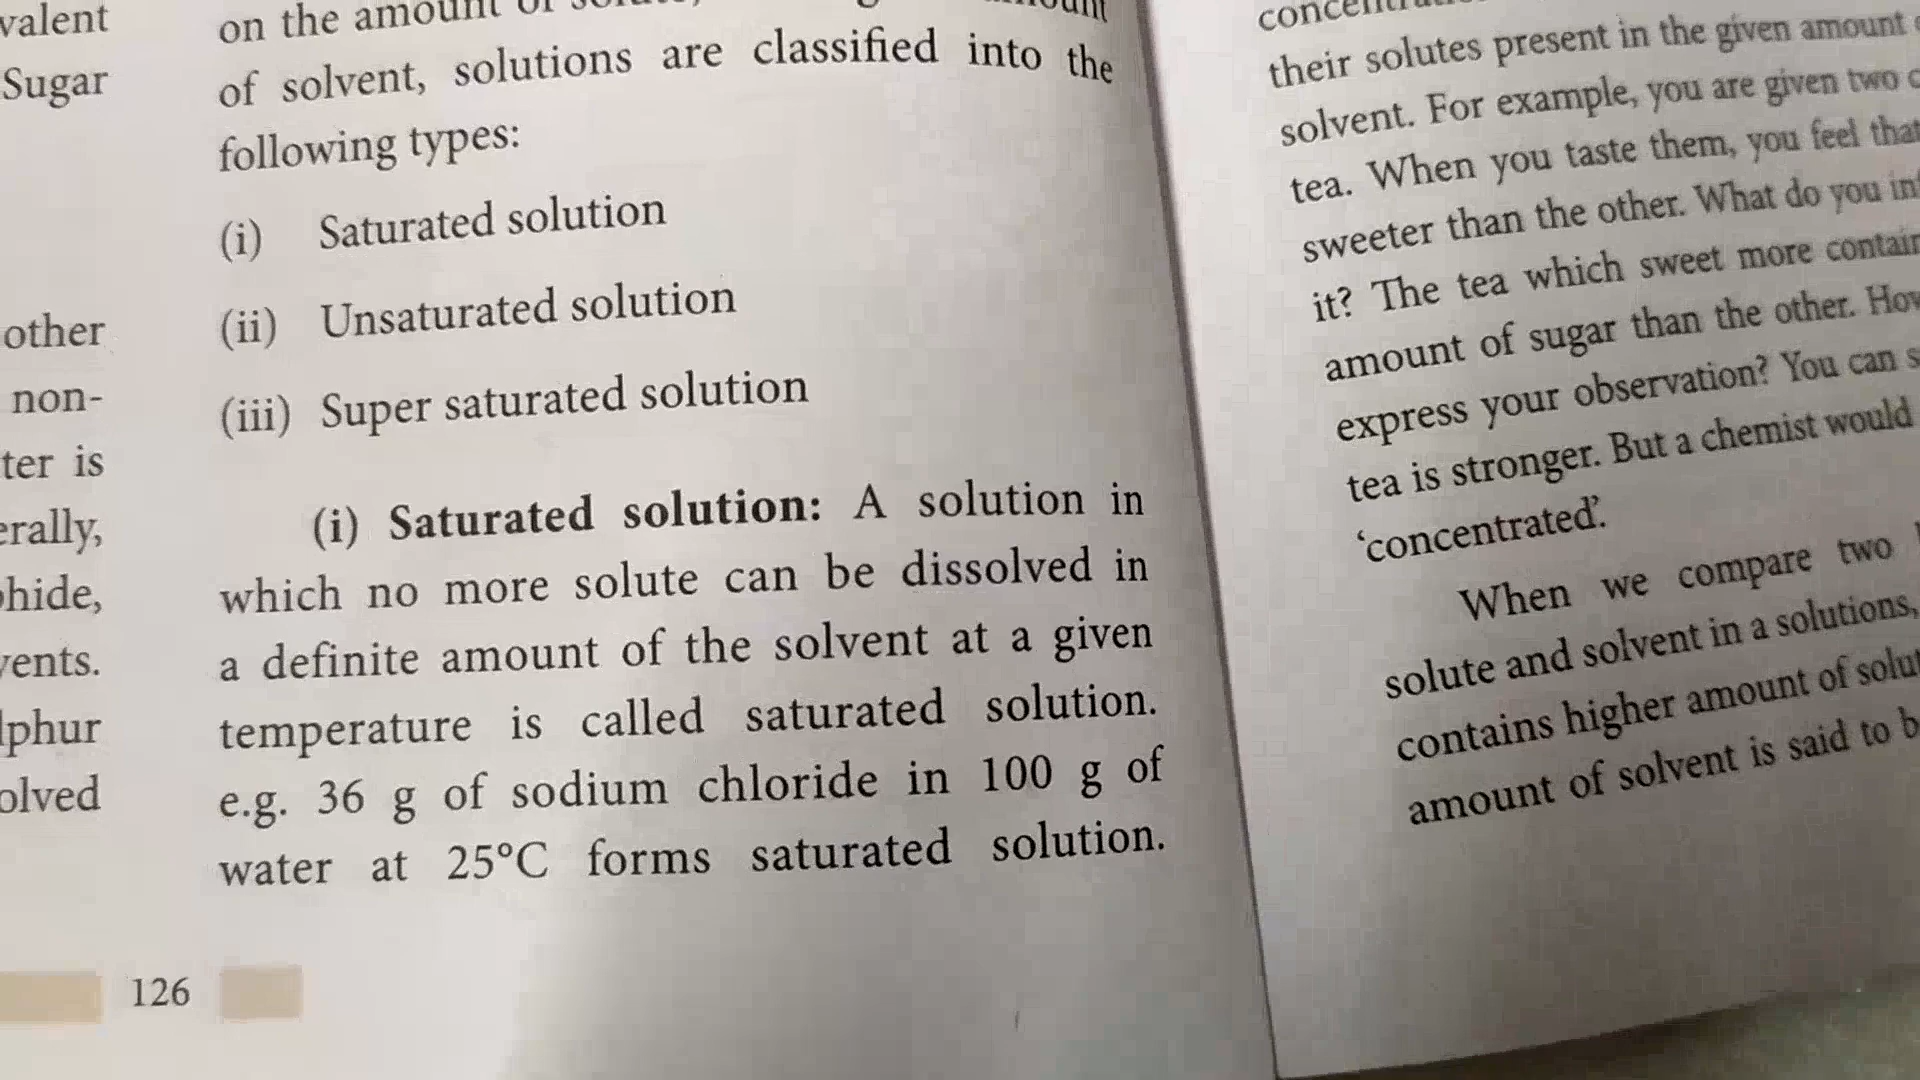 valent
Sugar
other
non-
ter is
erally,
hide,
vents.
lphur
olved
on the amount of
of solvent, solutions are classified into the
following types:
(i) Saturated solution
(ii) Unsaturated solution
(iii) Super saturated solution
(i) Saturated solution: A solution in
which no more solute can be dissolved in
a definite amount of the solvent at a given
temperature is called saturated solution.
e.g. 36 g of sodium chloride in 100 g of
water at 25°C forms saturated solution.
126
their solutes present in the given amount
solvent. For example, you are given two
tea. When you taste them, you feel that
sweeter than the other. What do you inf
it? The tea which sweet more contain
amount of sugar than the other. How
express your observation? You can s
tea is stronger. But a chemist would
‘concentrated’.
When we compare two
solute and solvent in a solutions,
contains higher amount of solut
amount of solvent is said to b